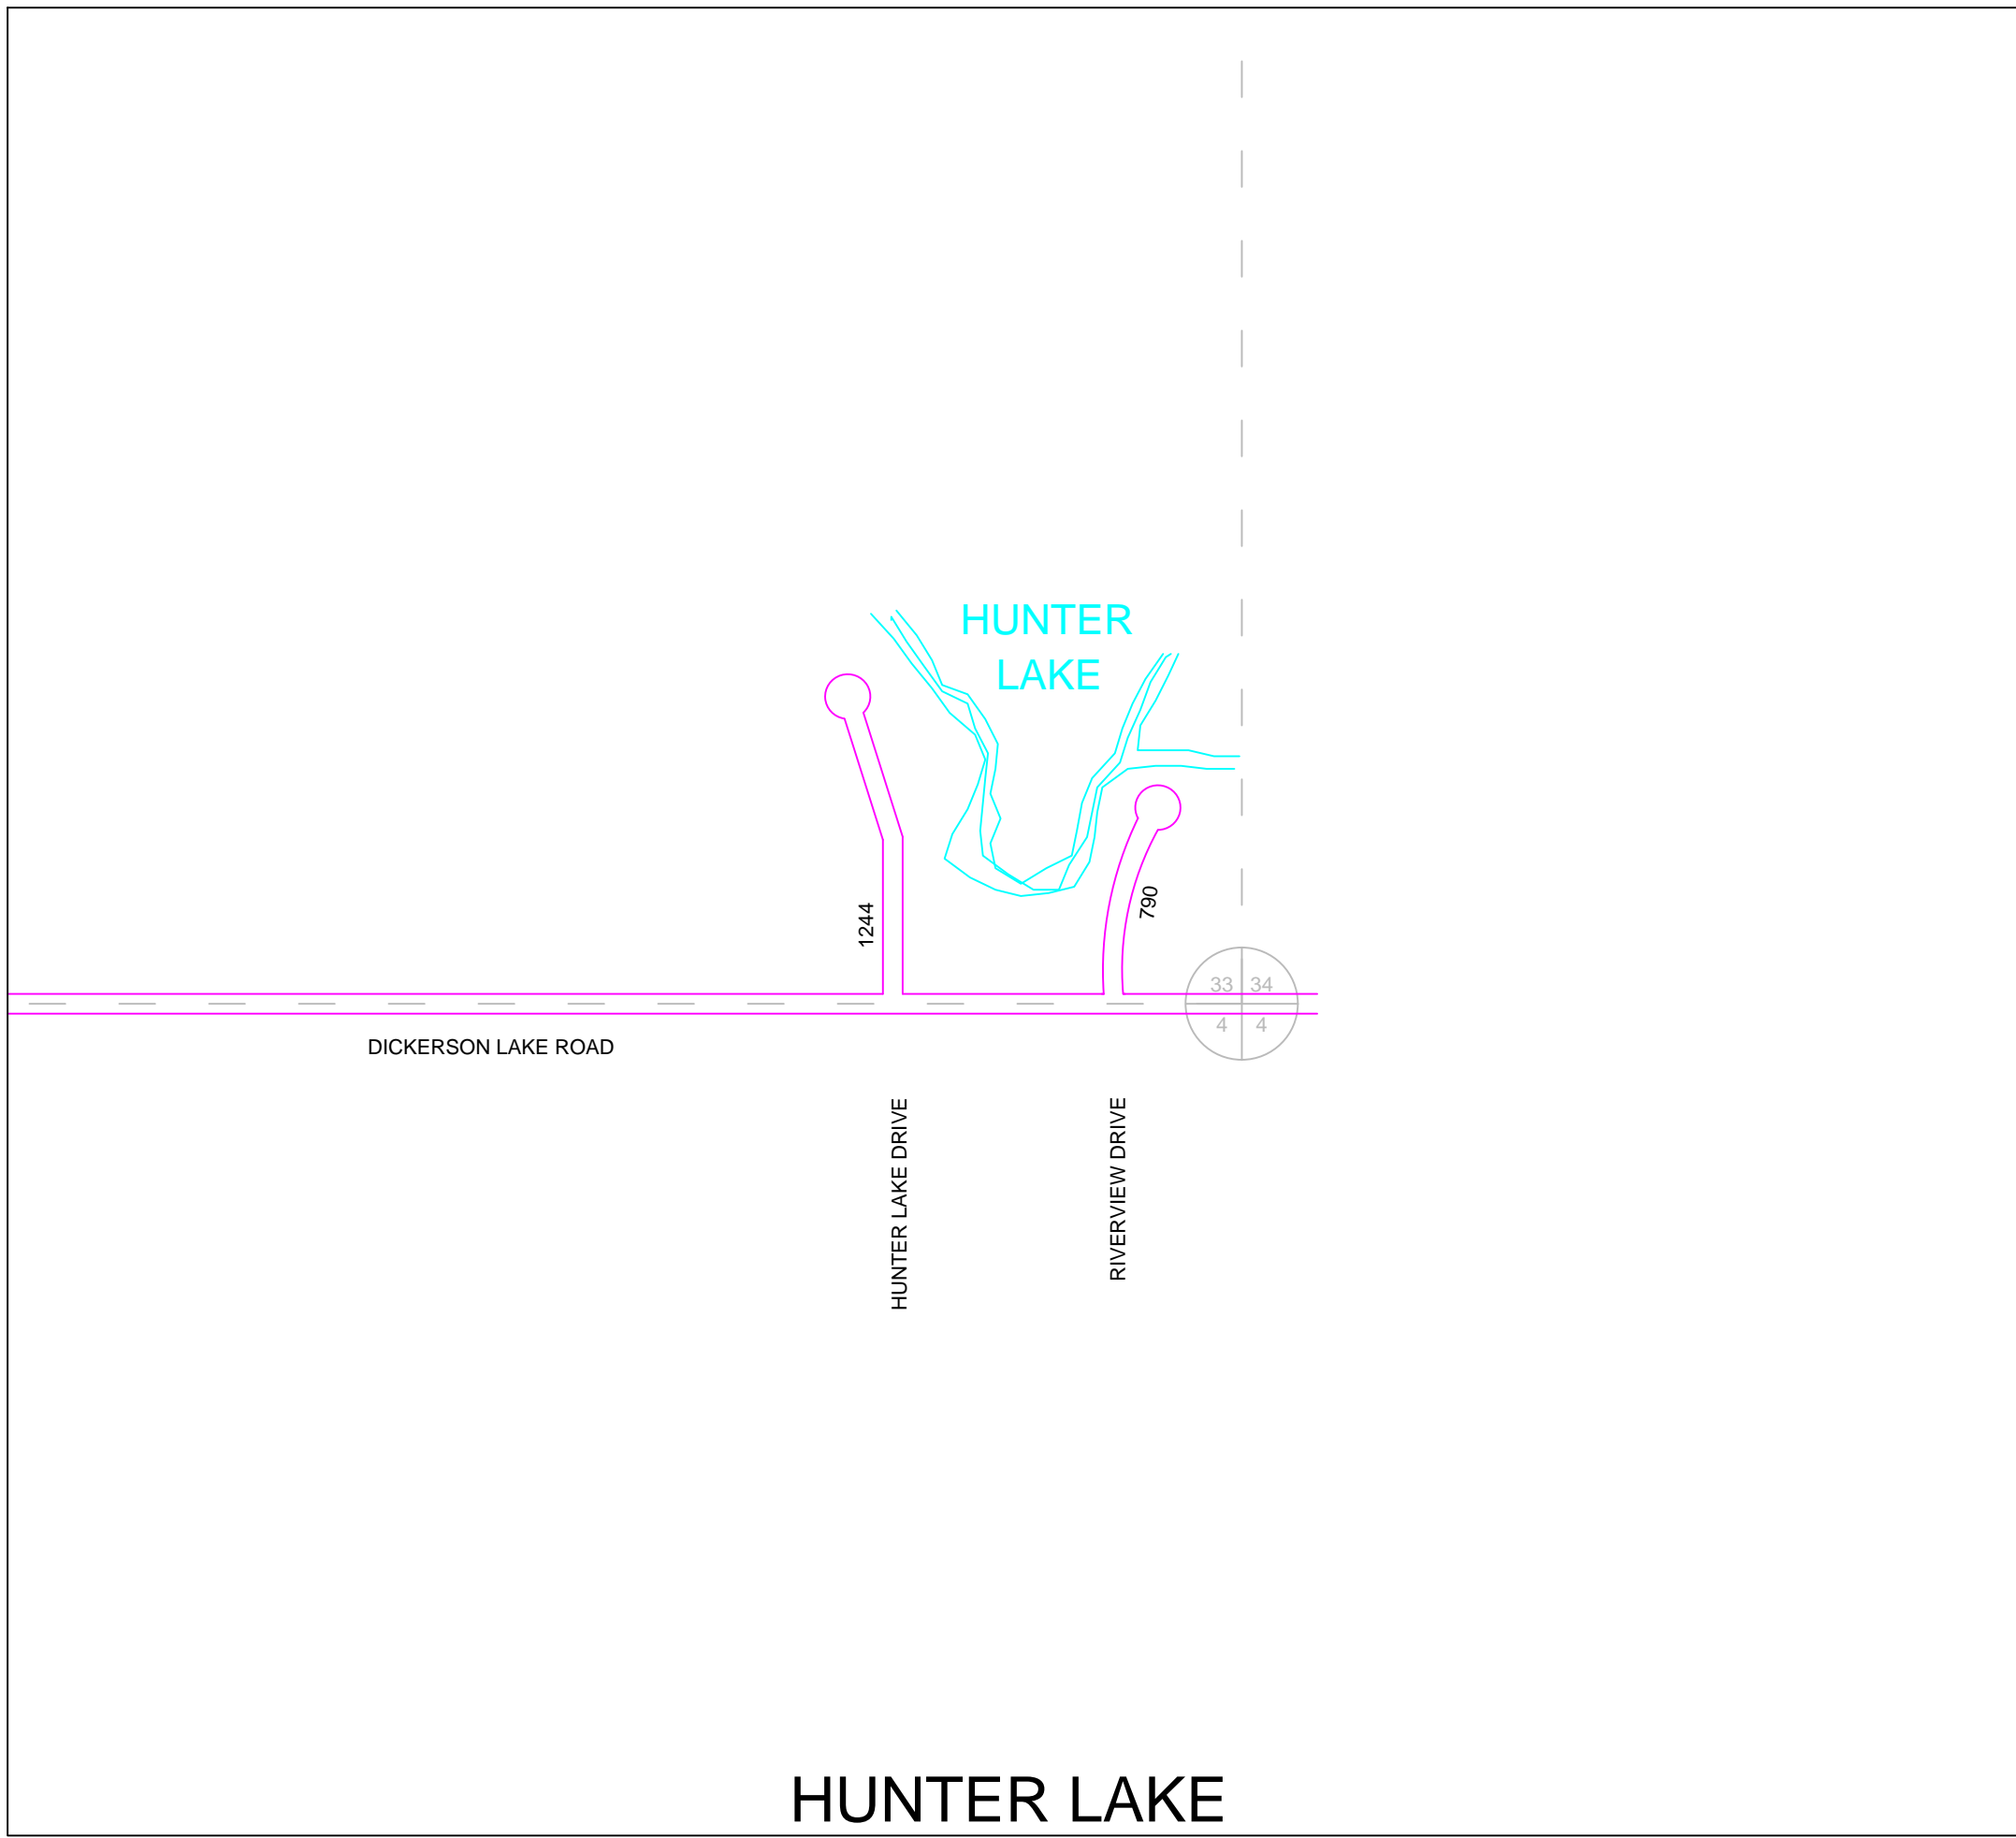 HUNTER
LAKE
1244
790
33 34
4 4
DICKERSON LAKE ROAD
HUNTER LAKE DRIVE
RIVERVIEW DRIVE
HUNTER LAKE